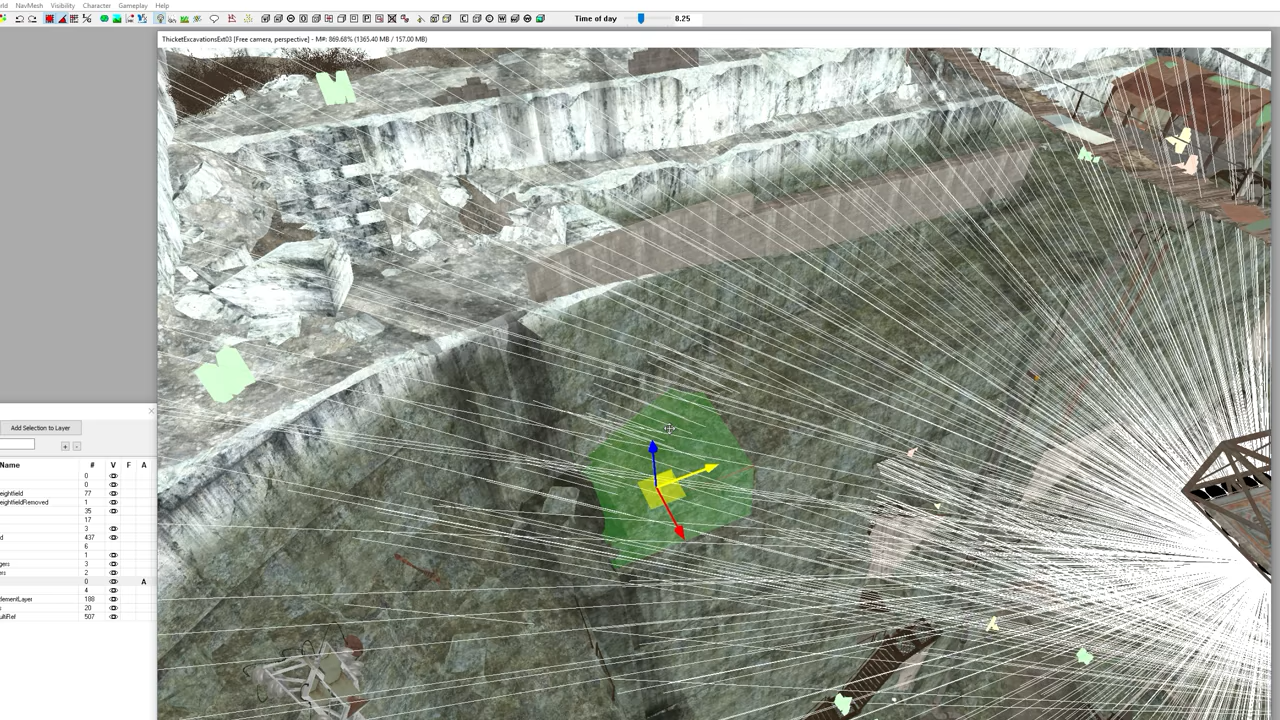 rld NavMesh Visibility Character Gameplay Help
Time of day 8.25
ThicketExcavationsExt03 [Free camera, perspective] - M#: 869.68% (1365.40 MB / 157.00 MB)
Add Selection to Layer
+ -
Name # V F A
0
0
eightfield 77
eightfieldRemoved 1
35
17
3
d 437
6
1
gers 3
rs 2
0 A
4
dementLayer 188
s 20
ultRef 507